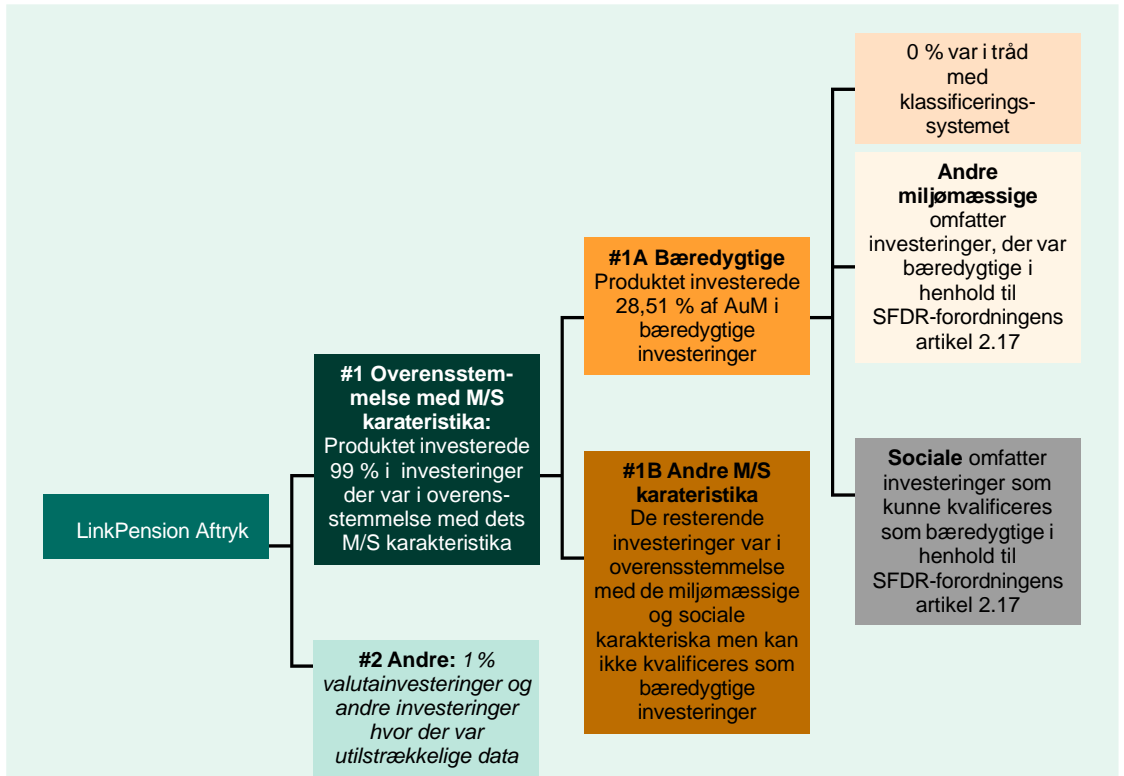 LinkPension Aftryk
#1 Overensstem-
melse med M/S
karateristika:
Produktet investerede
99 % i investeringer
der var i overens-
stemmelse med dets
M/S karakteristika
#2 Andre: 1 %
valutainvesteringer og
andre investeringer
hvor der var
utilstrækkelige data
#1A Bæredygtige
Produktet investerede
28,51 % af AuM i
bæredygtige
investeringer
#1B Andre M/S
karateristika
De resterende
investeringer var i
overensstemmelse
med de miljømæssige
og sociale
karakteriska men kan
ikke kvalificeres som
bæredygtige
investeringer
0 % var i tråd
med
klassificerings-
systemet
Andre
miljømæssige
omfatter
investeringer, der var
bæredygtige i
henhold til
SFDR-forordningens
artikel 2.17
Sociale omfatter
investeringer som
kunne kvalificeres
som bæredygtige i
henhold til
SFDR-forordningens
artikel 2.17